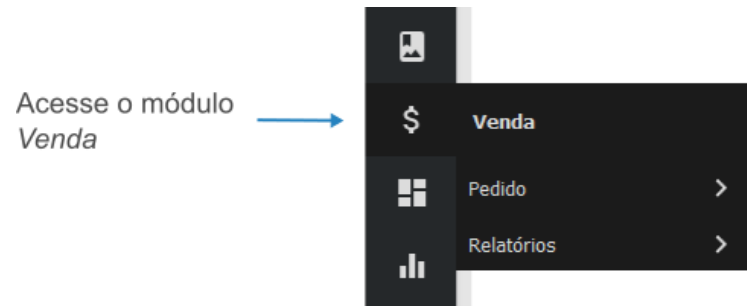 Acesse o módulo
Venda
$
Venda
Pedido
Relatórios